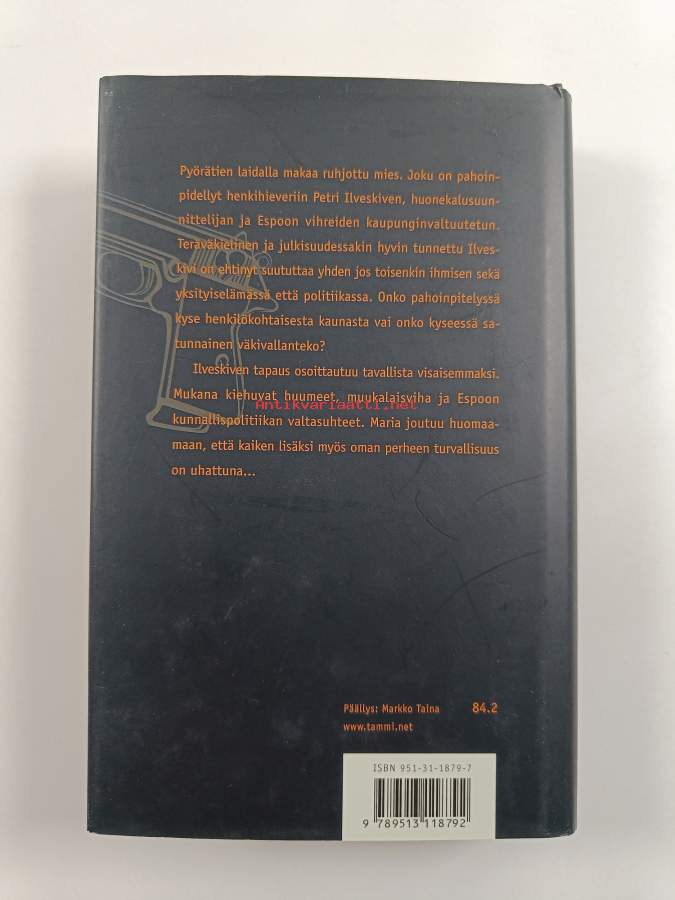 Pyörätien laidalla makaa ruhjottu mies. Joku on pahoin-
pidellyt henkihieveriin Petri Ilveskiven, huonekalusuun-
nittelijan ja Espoon vihreiden kaupunginvaltuutetun.
Teräväkielinen ja julkisuudessakin hyvin tunnettu Ilves-
kivi on ehtinyt suututtaa yhden jos toisenkin ihmisen sekä
yksityiselämässä että politiikassa. Onko pahoinpitelyssä
kyse henkilökohtaisesta kaunasta vai onko kyseessä sa-
tunnainen väkivallanteko?
Ilveskiven tapaus osoittautuu tavallista visaisemmaksi.
Mukana kiehuvat huumeet, muukalaisviha ja Espoon
Antikvariaatti.net
kunnallispolitiikan valtasuhteet. Maria joutuu huomaa-
maan, että kaiken lisäksi myös oman perheen turvallisuus
on uhattuna...
Päällys: Markko Taina 84.2
www.tammi.net
ISBN 951-31-1879-7
9 789513 118792